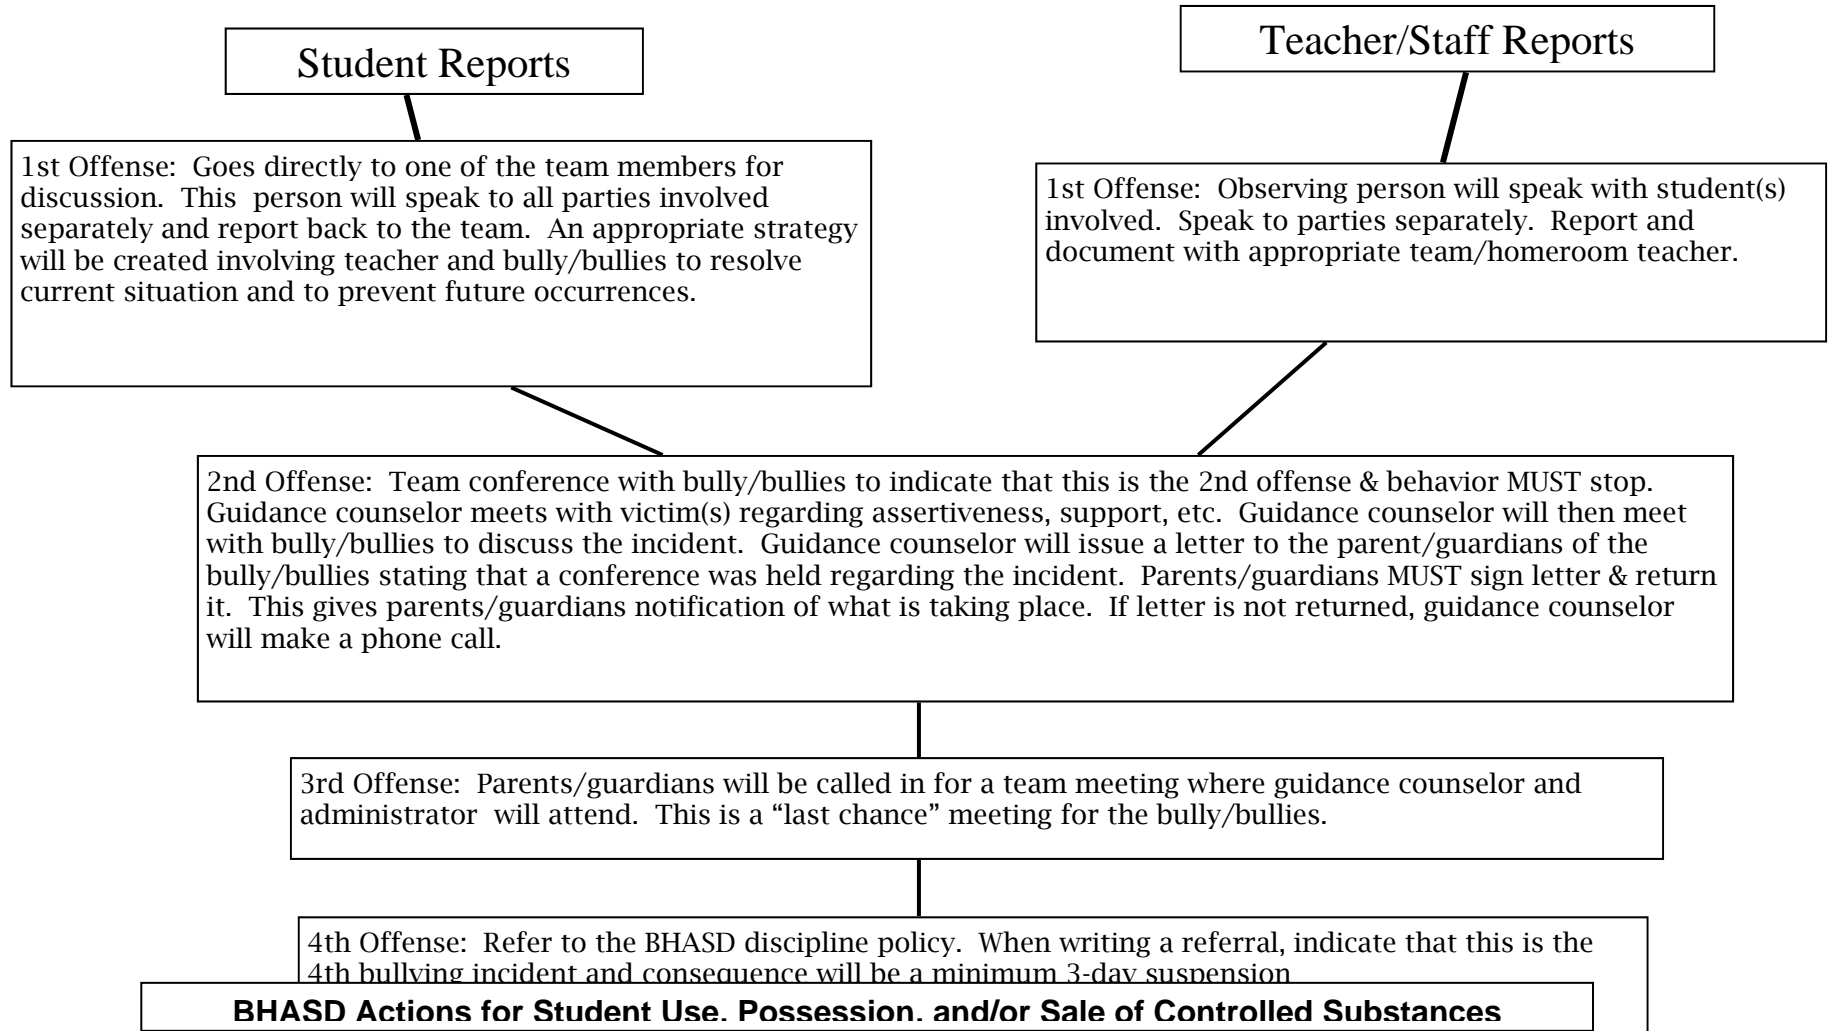 Student Reports
Teacher/Staff Reports
1st Offense:  Goes directly to one of the team members for
discussion.  This  person will speak to all parties involved
separately and report back to the team.  An appropriate strategy
will be created involving teacher and bully/bullies to resolve
current situation and to prevent future occurrences.
1st Offense:  Observing person will speak with student(s)
involved.  Speak to parties separately.  Report and
document with appropriate team/homeroom teacher.
2nd Offense:  Team conference with bully/bullies to indicate that this is the 2nd offense & behavior MUST stop.
Guidance counselor meets with victim(s) regarding assertiveness, support, etc.  Guidance counselor will then meet
with bully/bullies to discuss the incident.  Guidance counselor will issue a letter to the parent/guardians of the
bully/bullies stating that a conference was held regarding the incident.  Parents/guardians MUST sign letter & return
it.  This gives parents/guardians notification of what is taking place.  If letter is not returned, guidance counselor
will make a phone call.
3rd Offense:  Parents/guardians will be called in for a team meeting where guidance counselor and
administrator  will attend.  This is a “last chance” meeting for the bully/bullies.
4th Offense:  Refer to the BHASD discipline policy.  When writing a referral, indicate that this is the
4th bullying incident and consequence will be a minimum 3-day suspension
BHASD Actions for Student Use, Possession, and/or Sale of Controlled Substances